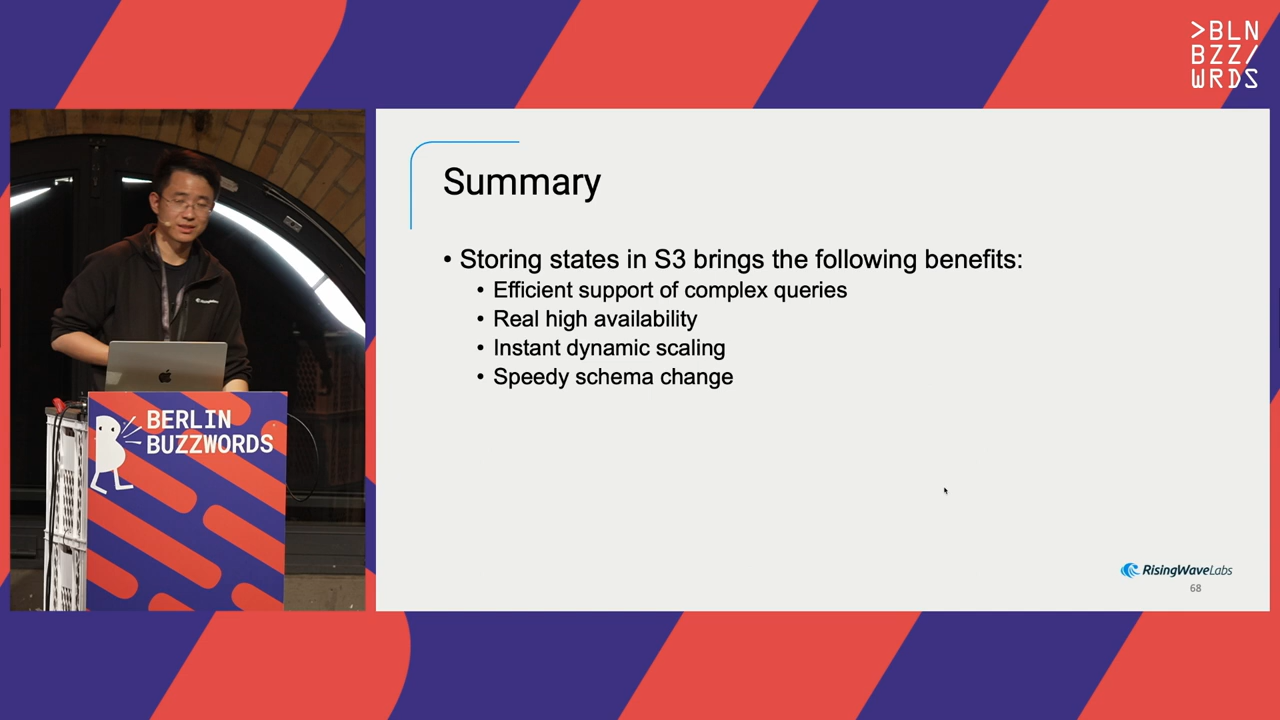 >BLN
BZZ/
WRDS
Summary
• Storing states in S3 brings the following benefits:
• Efficient support of complex queries
• Real high availability
• Instant dynamic scaling
• Speedy schema change
RisingWaveLabs
68
BERLIN
BUZZWORDS